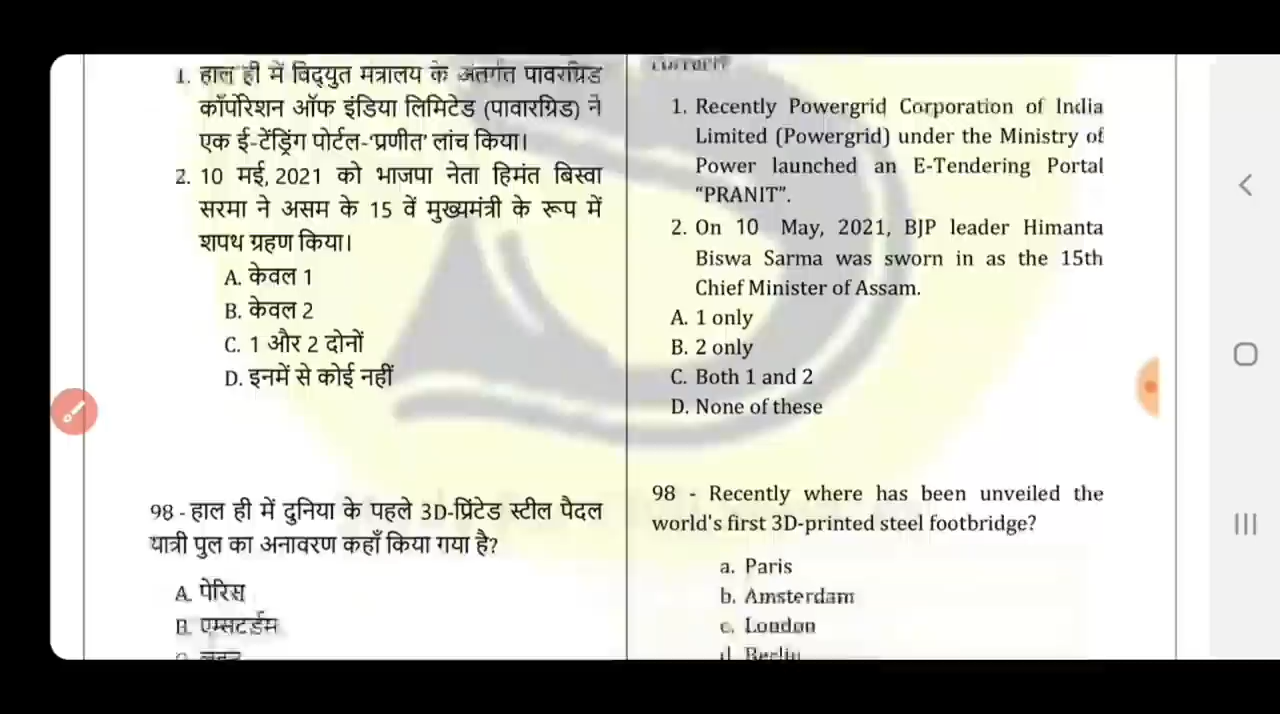 1. हाल ही में विद्युत मंत्रालय के अंतर्गत पावरग्रिड
कॉर्पोरेशन ऑफ इंडिया लिमिटेड (पावारग्रिड) ने
एक ई-टेंड्रिंग पोर्टल-‘प्रणीत’ लांच किया।
2. 10 मई, 2021 को भाजपा नेता हिमंत बिस्वा
सरमा ने असम के 15 वें मुख्यमंत्री के रूप में
शपथ ग्रहण किया।
A. केवल 1
B. केवल 2
C. 1 और 2 दोनों
D. इनमें से कोई नहीं
98 - हाल ही में दुनिया के पहले 3D-प्रिंटेड स्टील पैदल
यात्री पुल का अनावरण कहाँ किया गया है?
A. पेरिस
B. एम्सटर्डम
1. Recently Powergrid Corporation of India
Limited (Powergrid) under the Ministry of
Power launched an E-Tendering Portal
“PRANIT”.
2. On 10 May, 2021, BJP leader Himanta
Biswa Sarma was sworn in as the 15th
Chief Minister of Assam.
A. 1 only
B. 2 only
C. Both 1 and 2
D. None of these
98 - Recently where has been unveiled the
world's first 3D-printed steel footbridge?
a. Paris
b. Amsterdam
c. London
d. Berlin